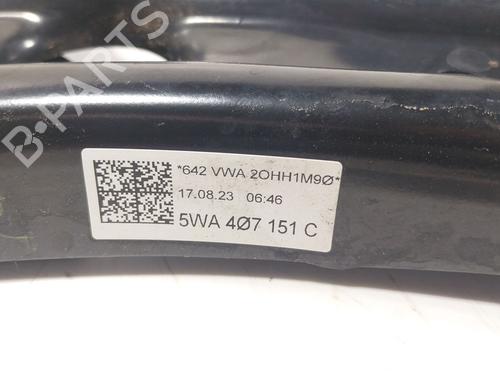 B-PARTS
*642 VWA 2OHH1M9Ø*
17.08.23 06:46
5WA 4Ø7 151 C